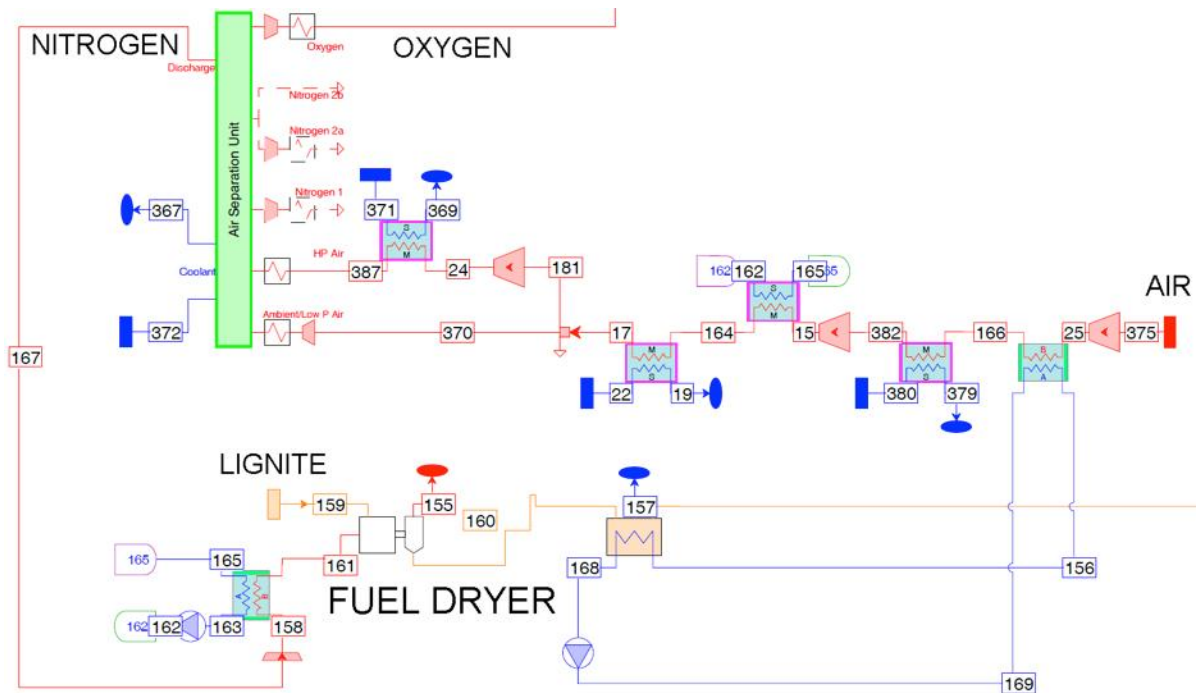 NITROGEN
OXYGEN
Oxygen
Discharge
Nitrogen 2b
Nitrogen 2a
Air Separation Unit
Nitrogen 1
367
371
369
HP Air
Coolant
387
24
181
162
162
165
165
AIR
S
M
S
M
Ambient/Low P Air
372
370
17
164
15
382
166
25
375
M
S
M
S
B
A
167
22
19
380
379
LIGNITE
159
155
160
157
165
165
161
168
156
FUEL DRYER
A
B
162
162
163
158
169